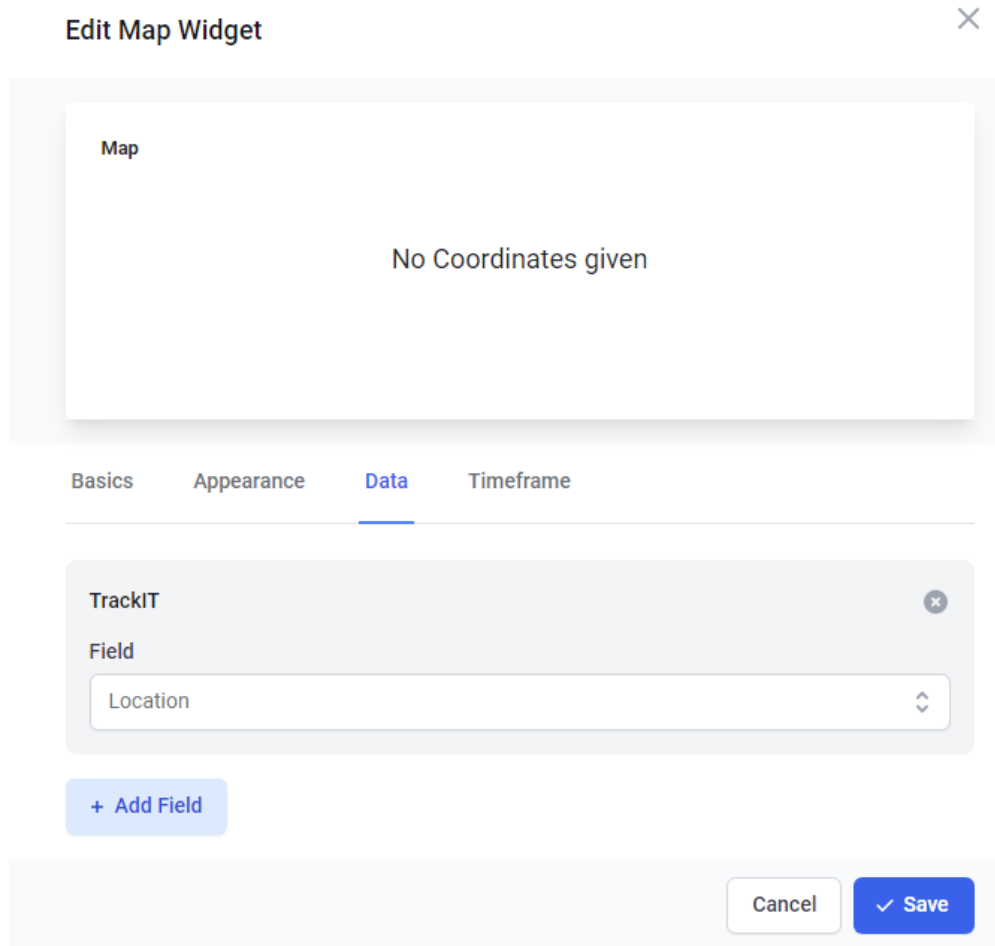 Edit Map Widget
Map
No Coordinates given
Basics Appearance Data Timeframe
TrackIT
Field
Location
+ Add Field
Cancel Save